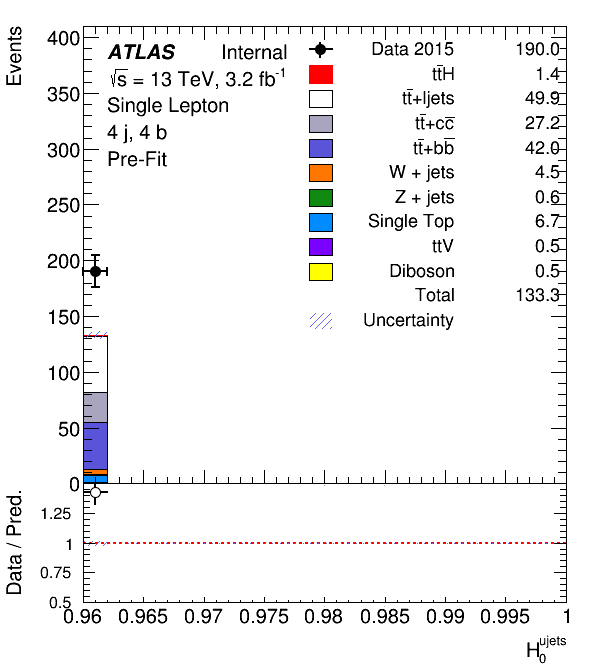 Events
400
350
300
250
200
150
100
50
0
ATLAS Internal
√s = 13 TeV, 3.2 fb⁻¹
Single Lepton
4 j, 4 b
Pre-Fit
Data 2015 190.0
tt̄H 1.4
tt̄+ljets 49.9
tt̄+cc̄ 27.2
tt̄+bb̄ 42.0
W + jets 4.5
Z + jets 0.6
Single Top 6.7
ttV 0.5
Diboson 0.5
Total 133.3
Uncertainty
Data / Pred.
1.25
1
0.75
0.5
0.96 0.965 0.97 0.975 0.98 0.985 0.99 0.995 1
H₀ᵘʲᵉᵗˢ